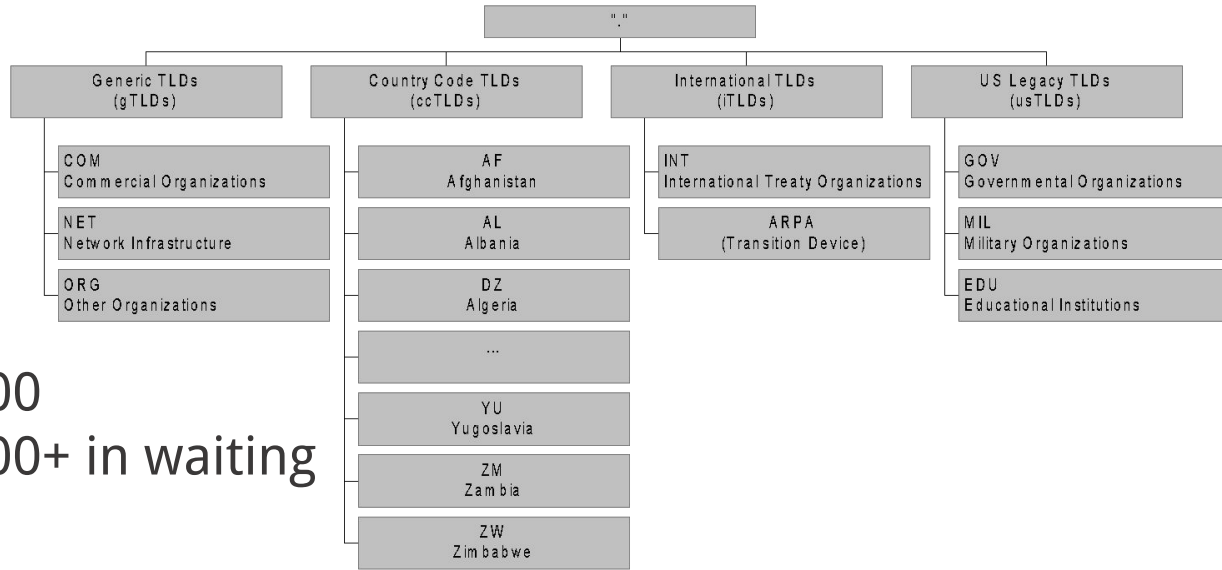 "."
Generic TLDs
(gTLDs)
Country Code TLDs
(ccTLDs)
International TLDs
(iTLDs)
US Legacy TLDs
(usTLDs)
COM
Commercial Organizations
NET
Network Infrastructure
ORG
Other Organizations
AF
Afghanistan
AL
Albania
DZ
Algeria
...
YU
Yugoslavia
ZM
Zambia
ZW
Zimbabwe
INT
International Treaty Organizations
ARPA
(Transition Device)
GOV
Governmental Organizations
MIL
Military Organizations
EDU
Educational Institutions
00
00+ in waiting